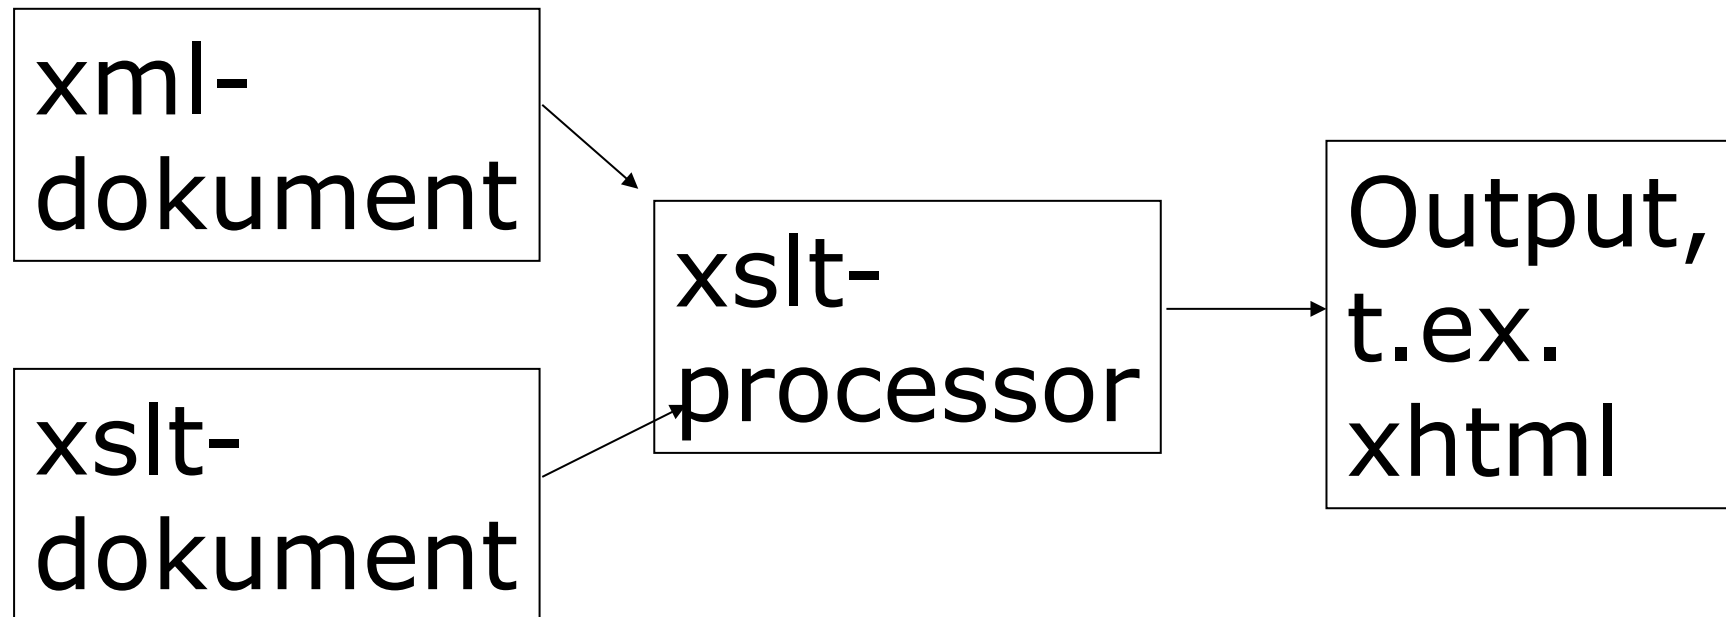 xml-
dokument
xslt-
dokument
xslt-
processor
Output,
t.ex.
xhtml